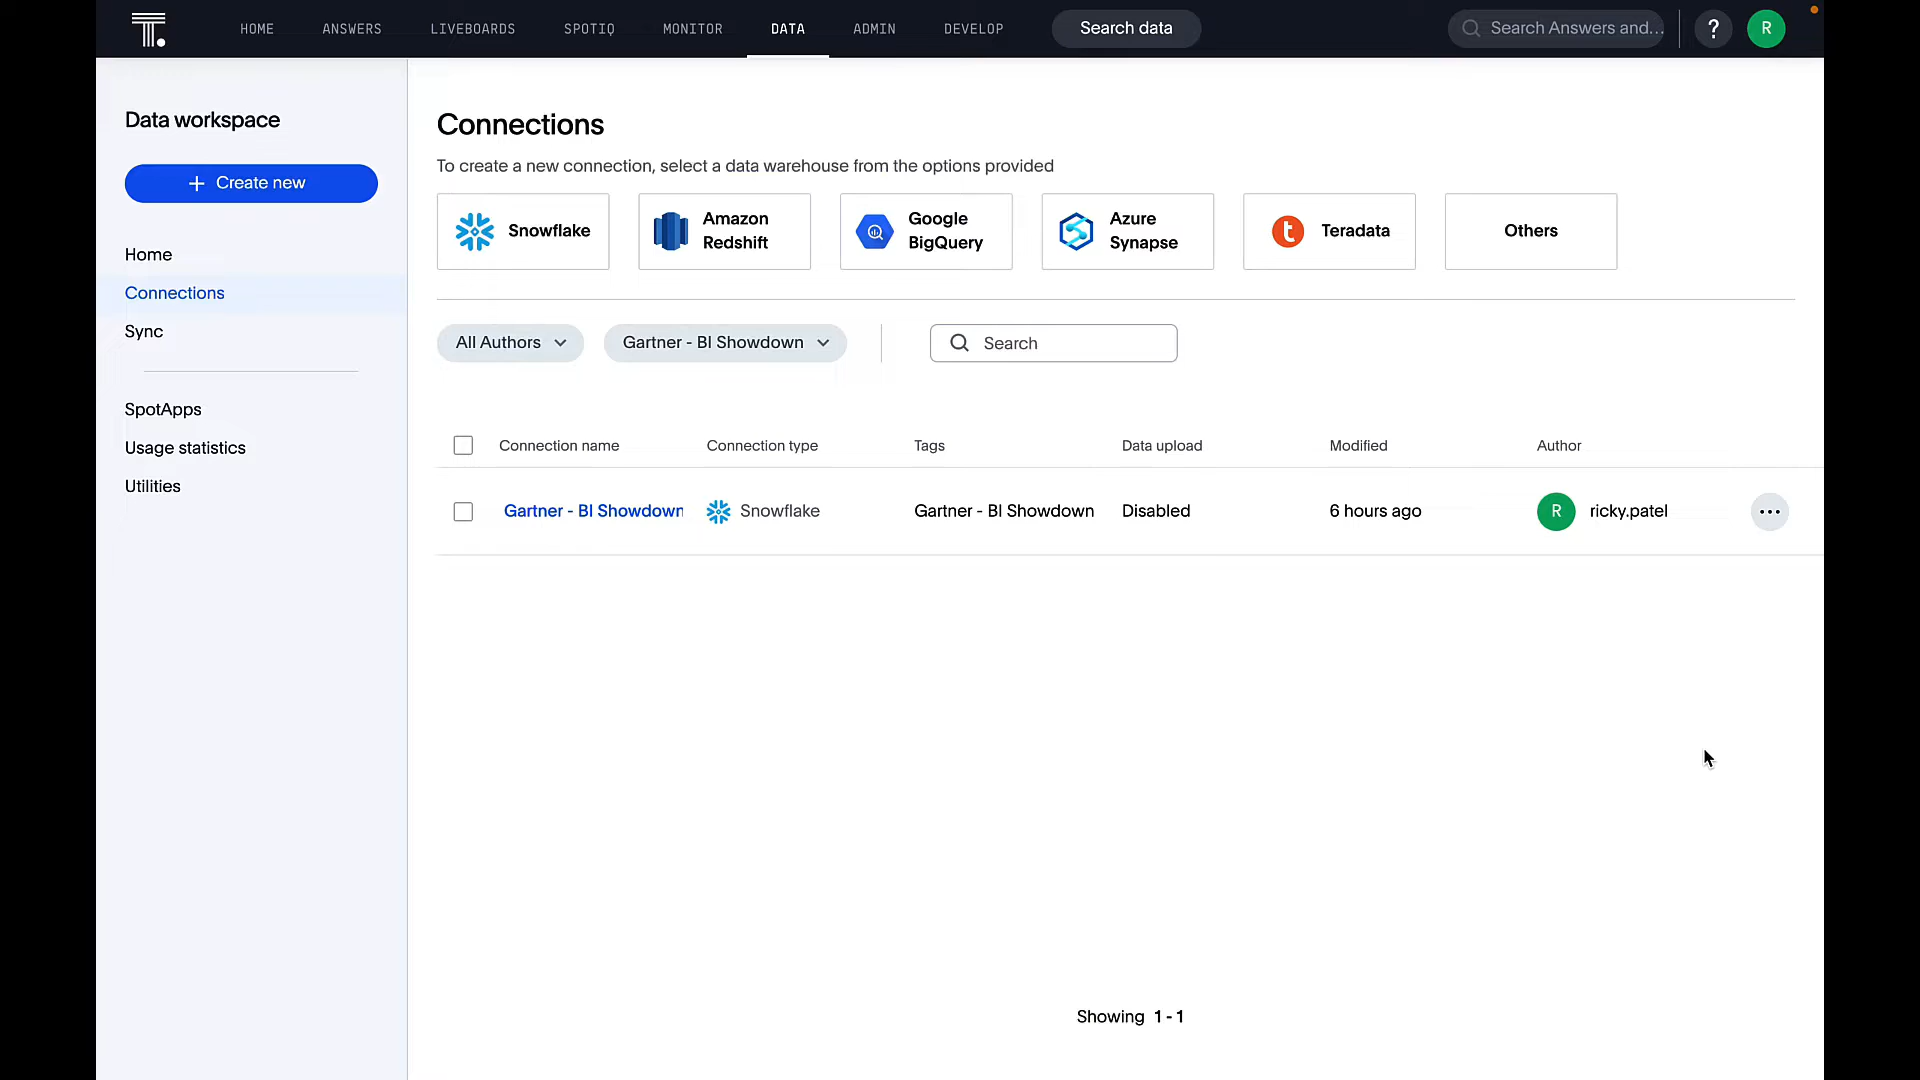 HOME ANSWERS LIVEBOARDS SPOTIQ MONITOR DATA ADMIN DEVELOP Search data Search Answers and... ? R
Data workspace
+ Create new
Home
Connections
Sync
SpotApps
Usage statistics
Utilities
Connections
To create a new connection, select a data warehouse from the options provided
Snowflake
Amazon
Redshift
Google
BigQuery
Azure
Synapse
Teradata
Others
All Authors Gartner - BI Showdown Search
Connection name Connection type Tags Data upload Modified Author
Gartner - BI Showdown Snowflake Gartner - BI Showdown Disabled 6 hours ago R ricky.patel
Showing 1 - 1